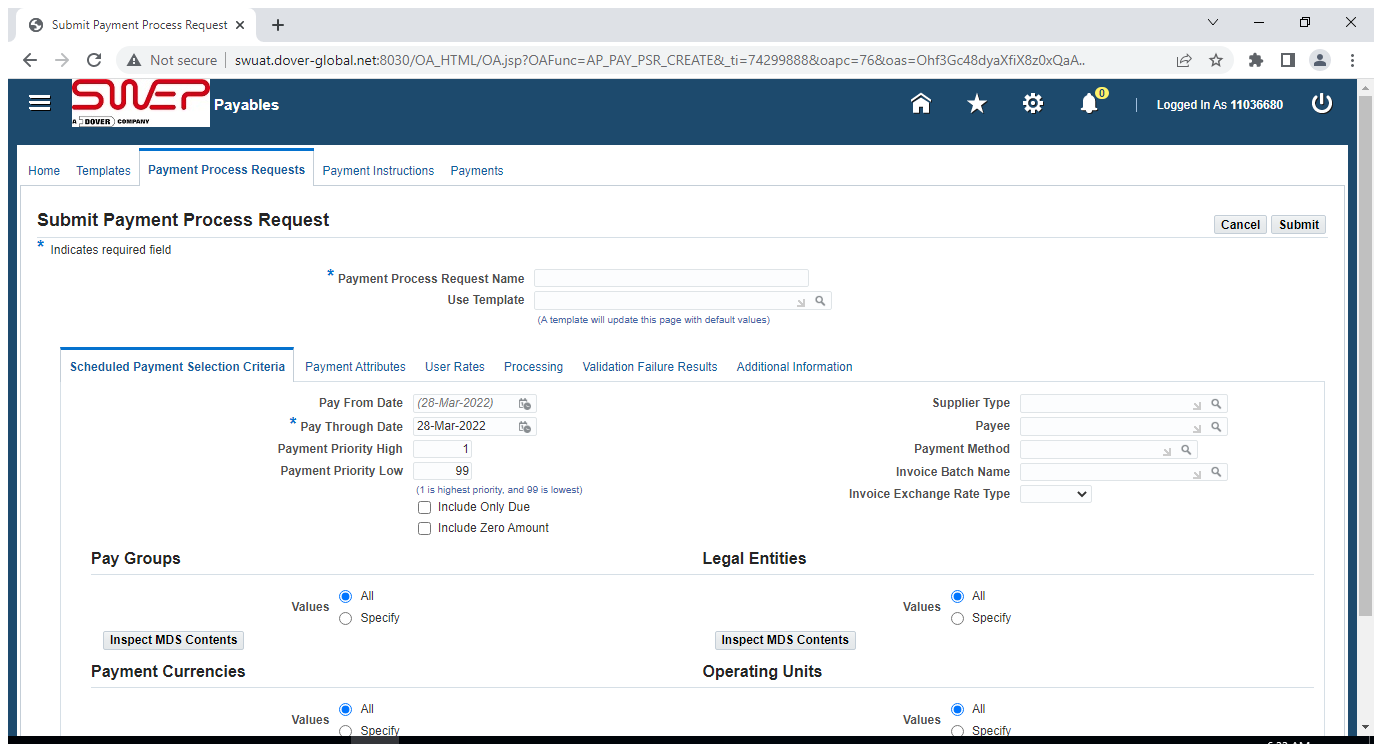 Submit Payment Process Request
Not secure swuat.dover-global.net:8030/OA_HTML/OA.jsp?OAFunc=AP_PAY_PSR_CREATE&_ti=74299888&oapc=76&oas=Ohf3Gc48dyaXfiX8z0xQaA..
SWEP Payables 0 Logged In As 11036680
A DOVER COMPANY
Home Templates Payment Process Requests Payment Instructions Payments
Submit Payment Process Request Cancel Submit
* Indicates required field
* Payment Process Request Name
Use Template
(A template will update this page with default values)
Scheduled Payment Selection Criteria Payment Attributes User Rates Processing Validation Failure Results Additional Information
Pay From Date (28-Mar-2022) Supplier Type
* Pay Through Date 28-Mar-2022 Payee
Payment Priority High 1 Payment Method
Payment Priority Low 99 Invoice Batch Name
(1 is highest priority, and 99 is lowest) Invoice Exchange Rate Type
Include Only Due
Include Zero Amount
Pay Groups Legal Entities
Values All Values All
Specify Specify
Inspect MDS Contents Inspect MDS Contents
Payment Currencies Operating Units
Values All Values All
Specify Specify